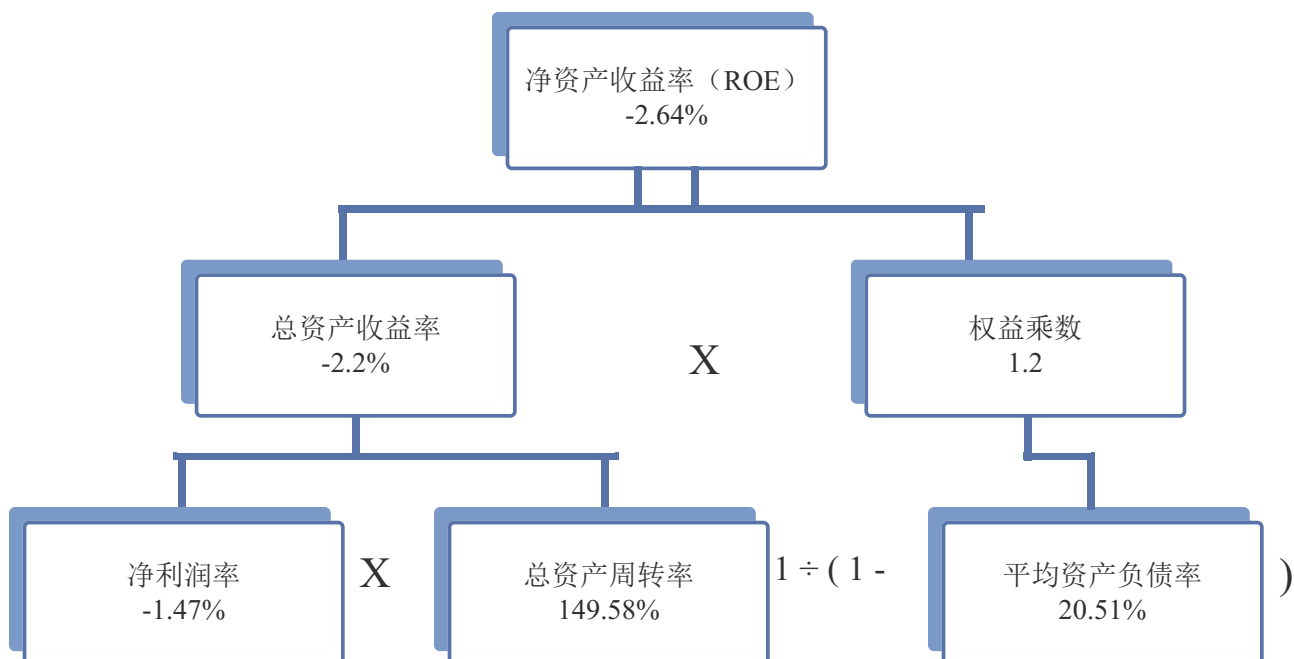 净资产收益率（ROE）
-2.64%
总资产收益率
-2.2%
X
权益乘数
1.2
净利润率
-1.47%
X
总资产周转率
149.58%
1 ÷ ( 1 -
平均资产负债率
20.51%
)